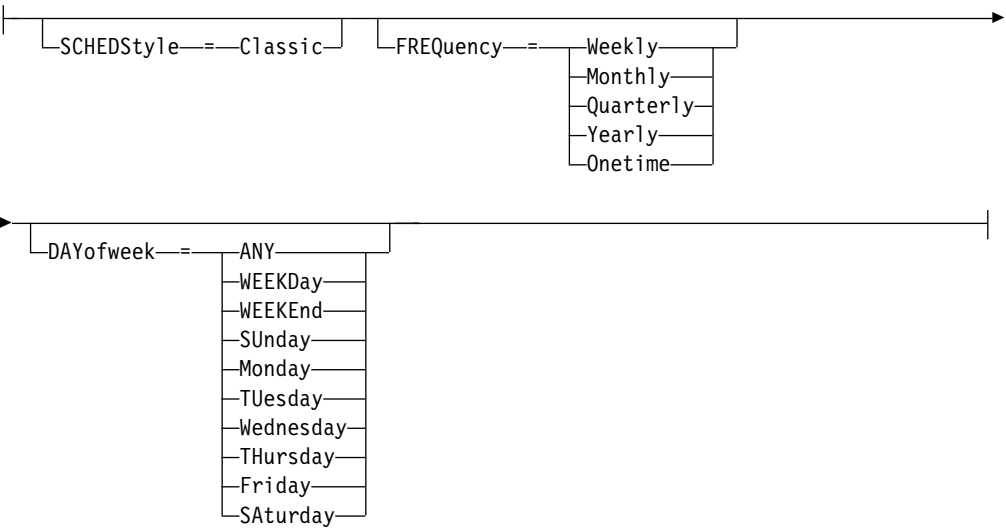 SCHEDStyle = Classic FREQuency = Weekly
Monthly
Quarterly
Yearly
Onetime
DAYofweek = ANY
WEEKDay
WEEKEnd
SUnday
Monday
TUesday
Wednesday
THursday
Friday
SAturday